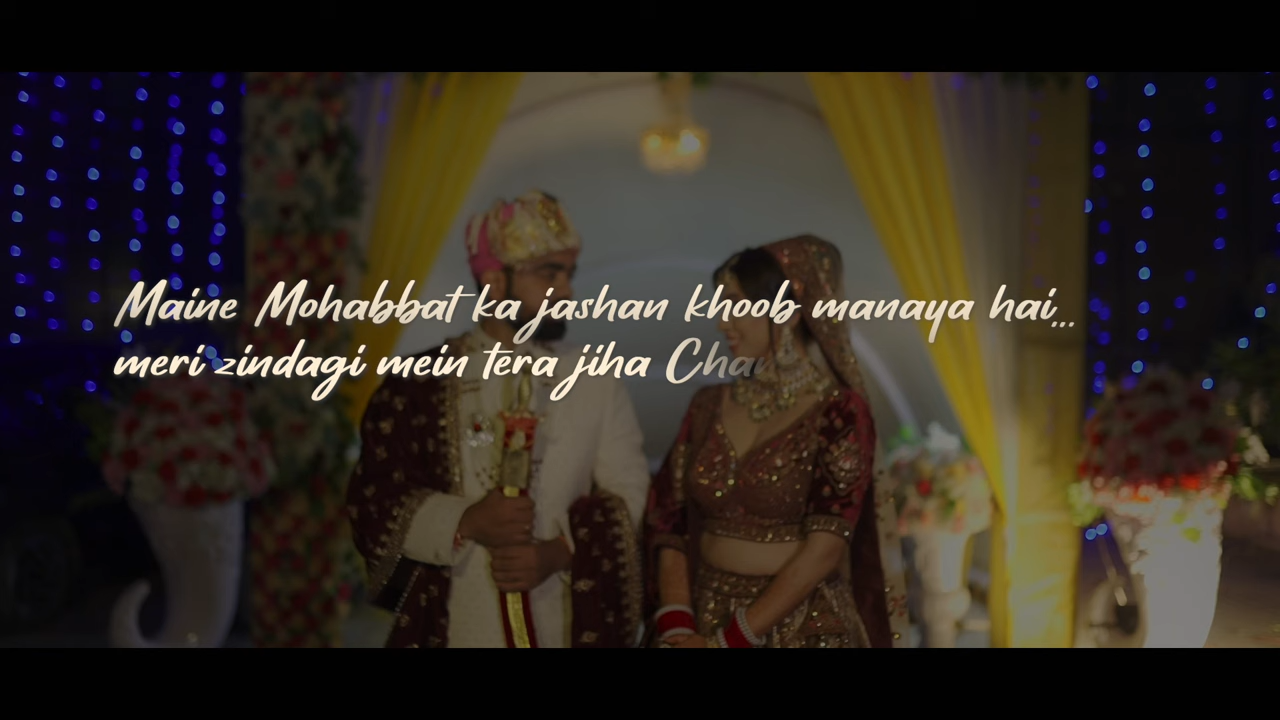 Maine Mohabbat ka jashan khoob manaya hai...
meri zindagi mein tera jiha